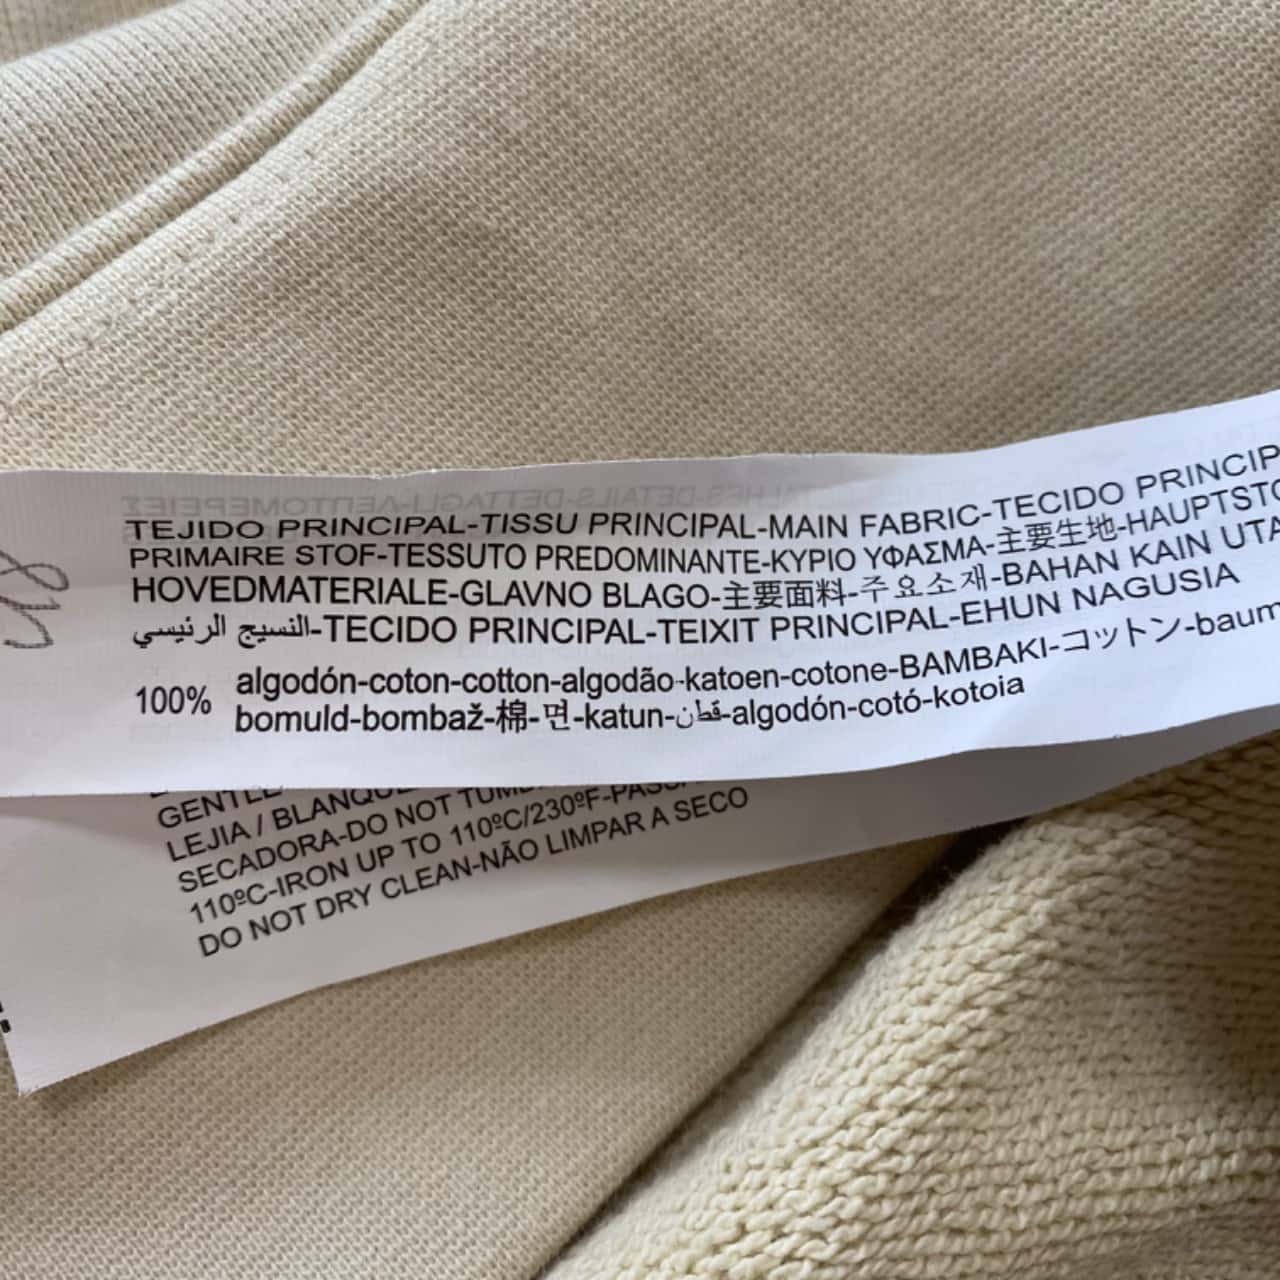 TEJIDO PRINCIPAL-TISSU PRINCIPAL-MAIN FABRIC-TECIDO PRINCIP
PRIMAIRE STOF-TESSUTO PREDOMINANTE-ΚΥΡΙΟ ΥΦΑΣΜΑ-主要生地-HAUPTSTO
HOVEDMATERIALE-GLAVNO BLAGO-主要面料-주요소재-BAHAN KAIN UTA
النسيج الرئيسي-TECIDO PRINCIPAL-TEIXIT PRINCIPAL-EHUN NAGUSIA
100% algodón-coton-cotton-algodão-katoen-cotone-BAMBAKI-コットン-baum
bomuld-bombaž-棉-면-katun-قطن-algodón-cotó-kotoia
GENTLE
LEJIA / BLANQU
SECADORA-DO NOT TUMB
110ºC-IRON UP TO 110ºC/230ºF-PASS
DO NOT DRY CLEAN-NÃO LIMPAR A SECO